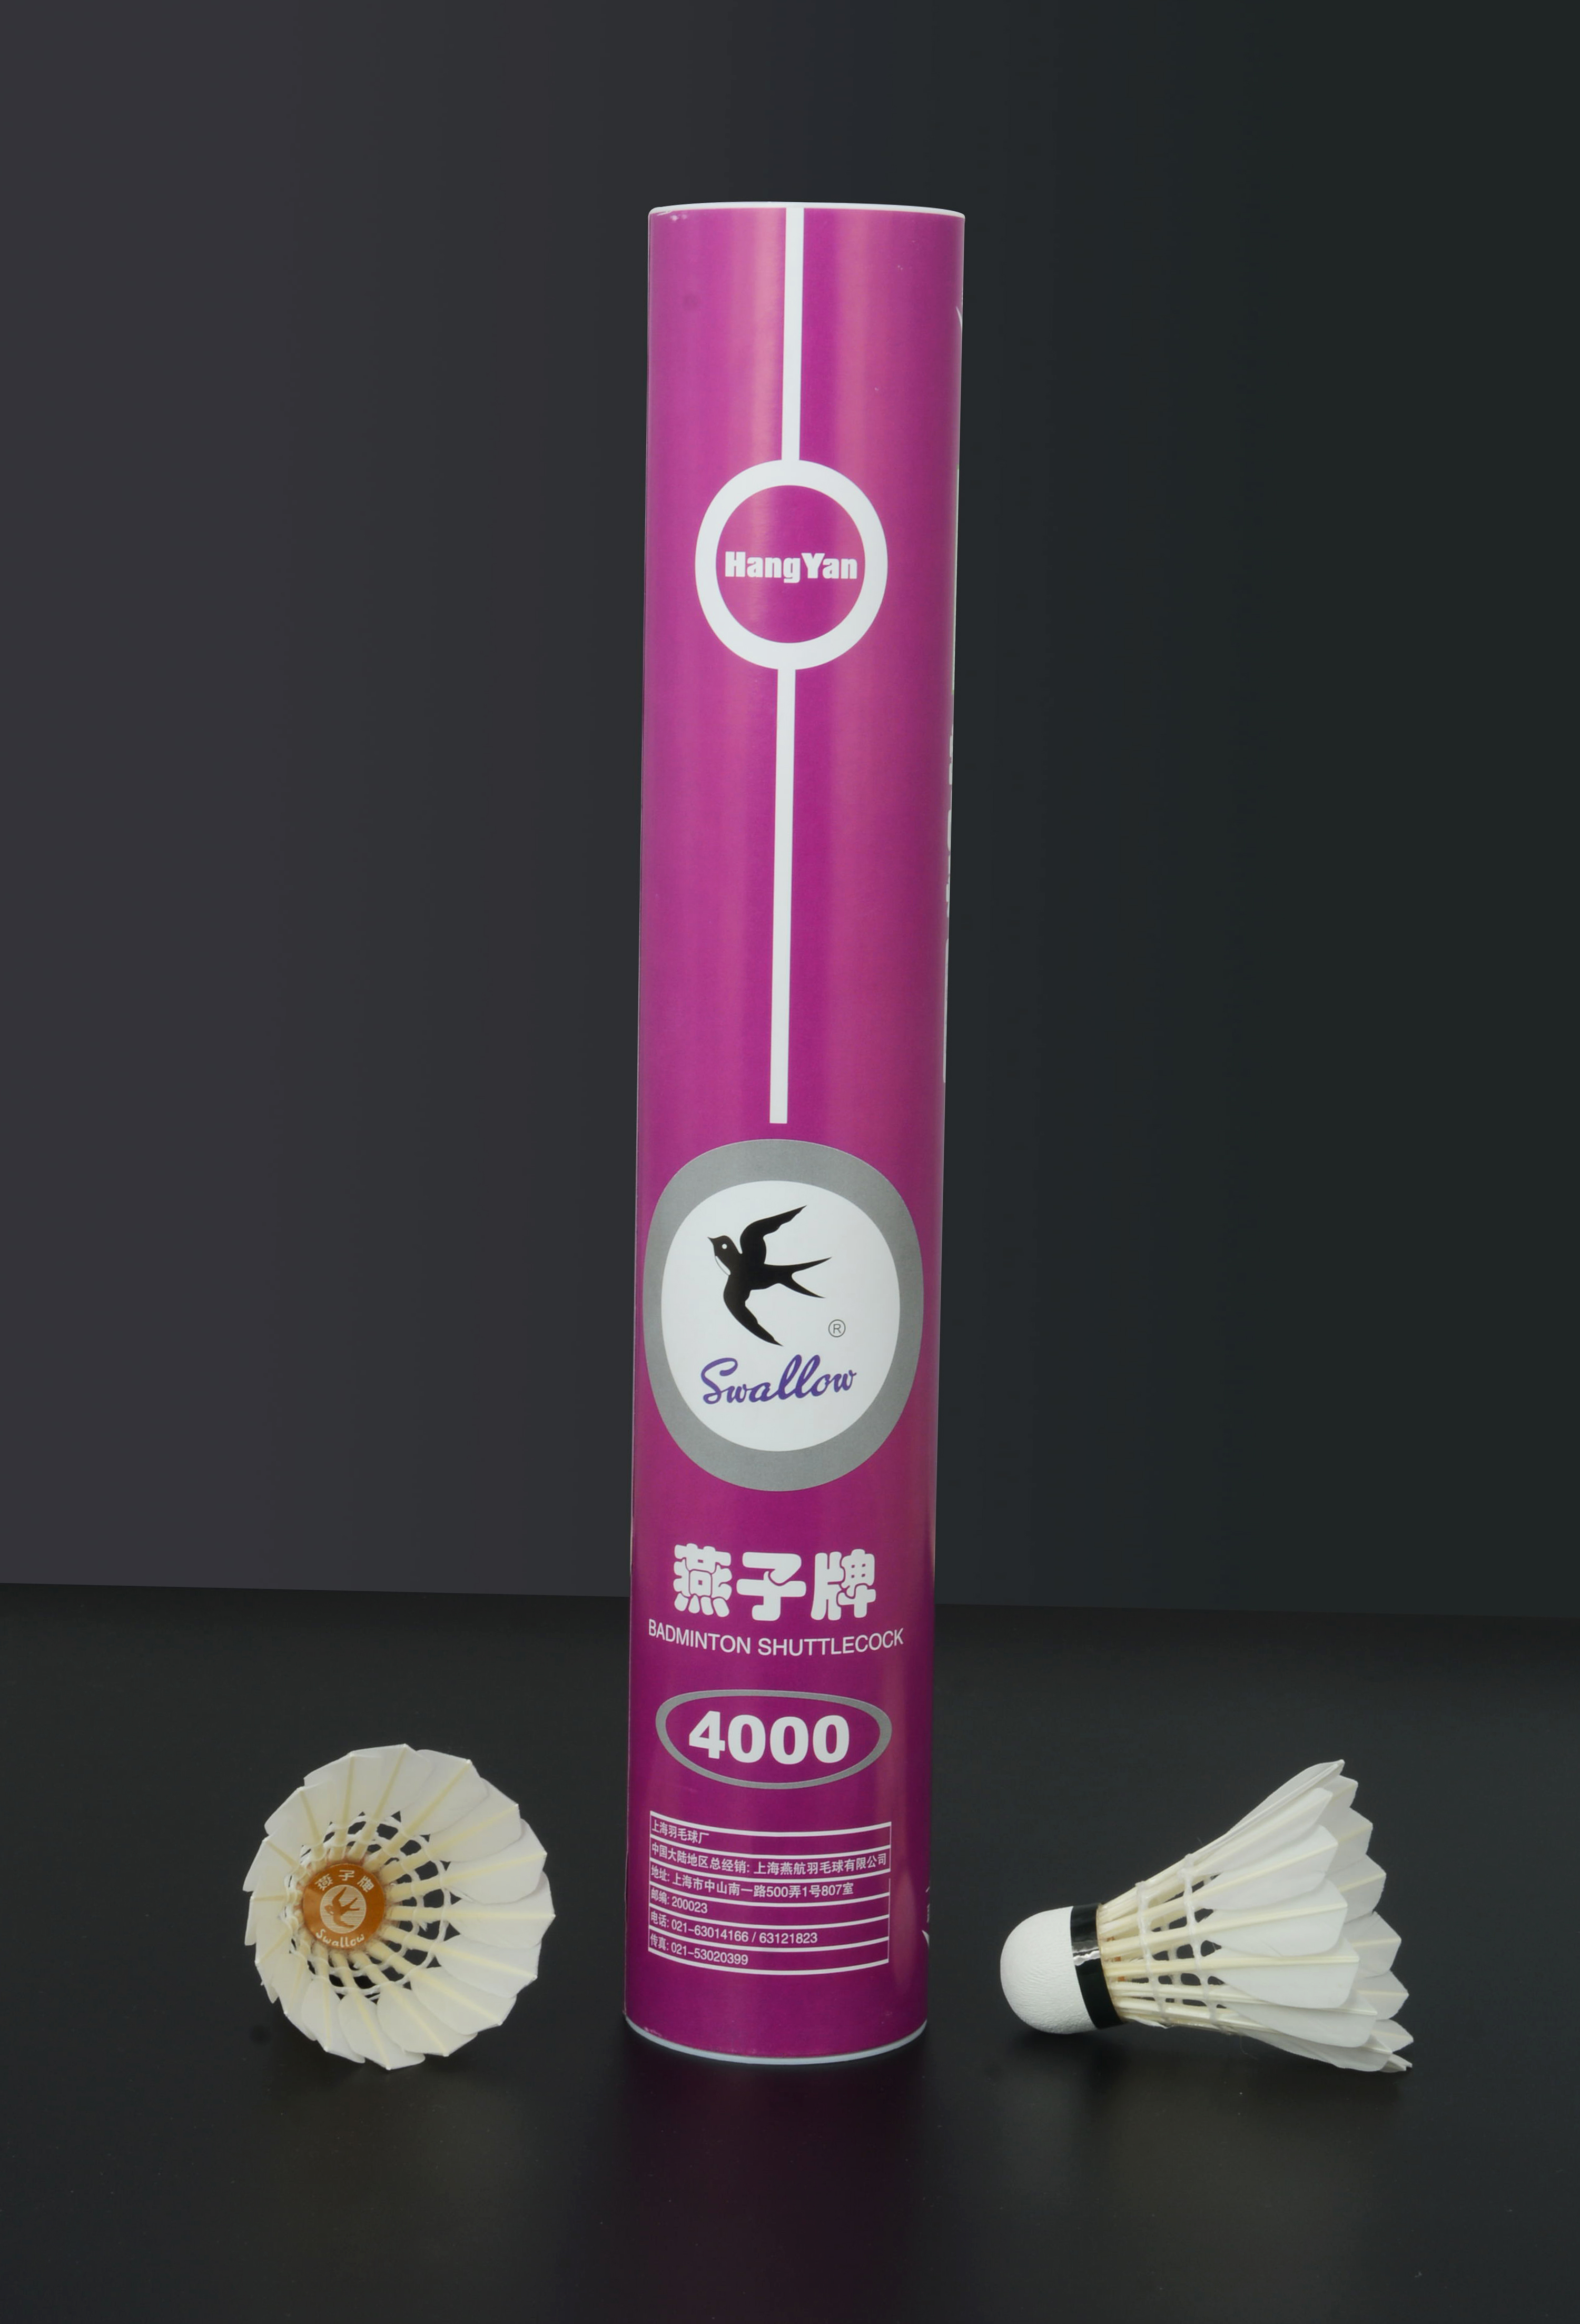 HangYan
®
Swallow
燕子牌
BADMINTON SHUTTLECOCK
4000
上海羽毛球厂
中国大陆地区总经销: 上海燕航羽毛球有限公司
地址: 上海市中山南一路500弄1号807室
邮编: 200023
电话: 021-63014166 / 63121823
传真: 021-53020399
燕子牌
Swallow